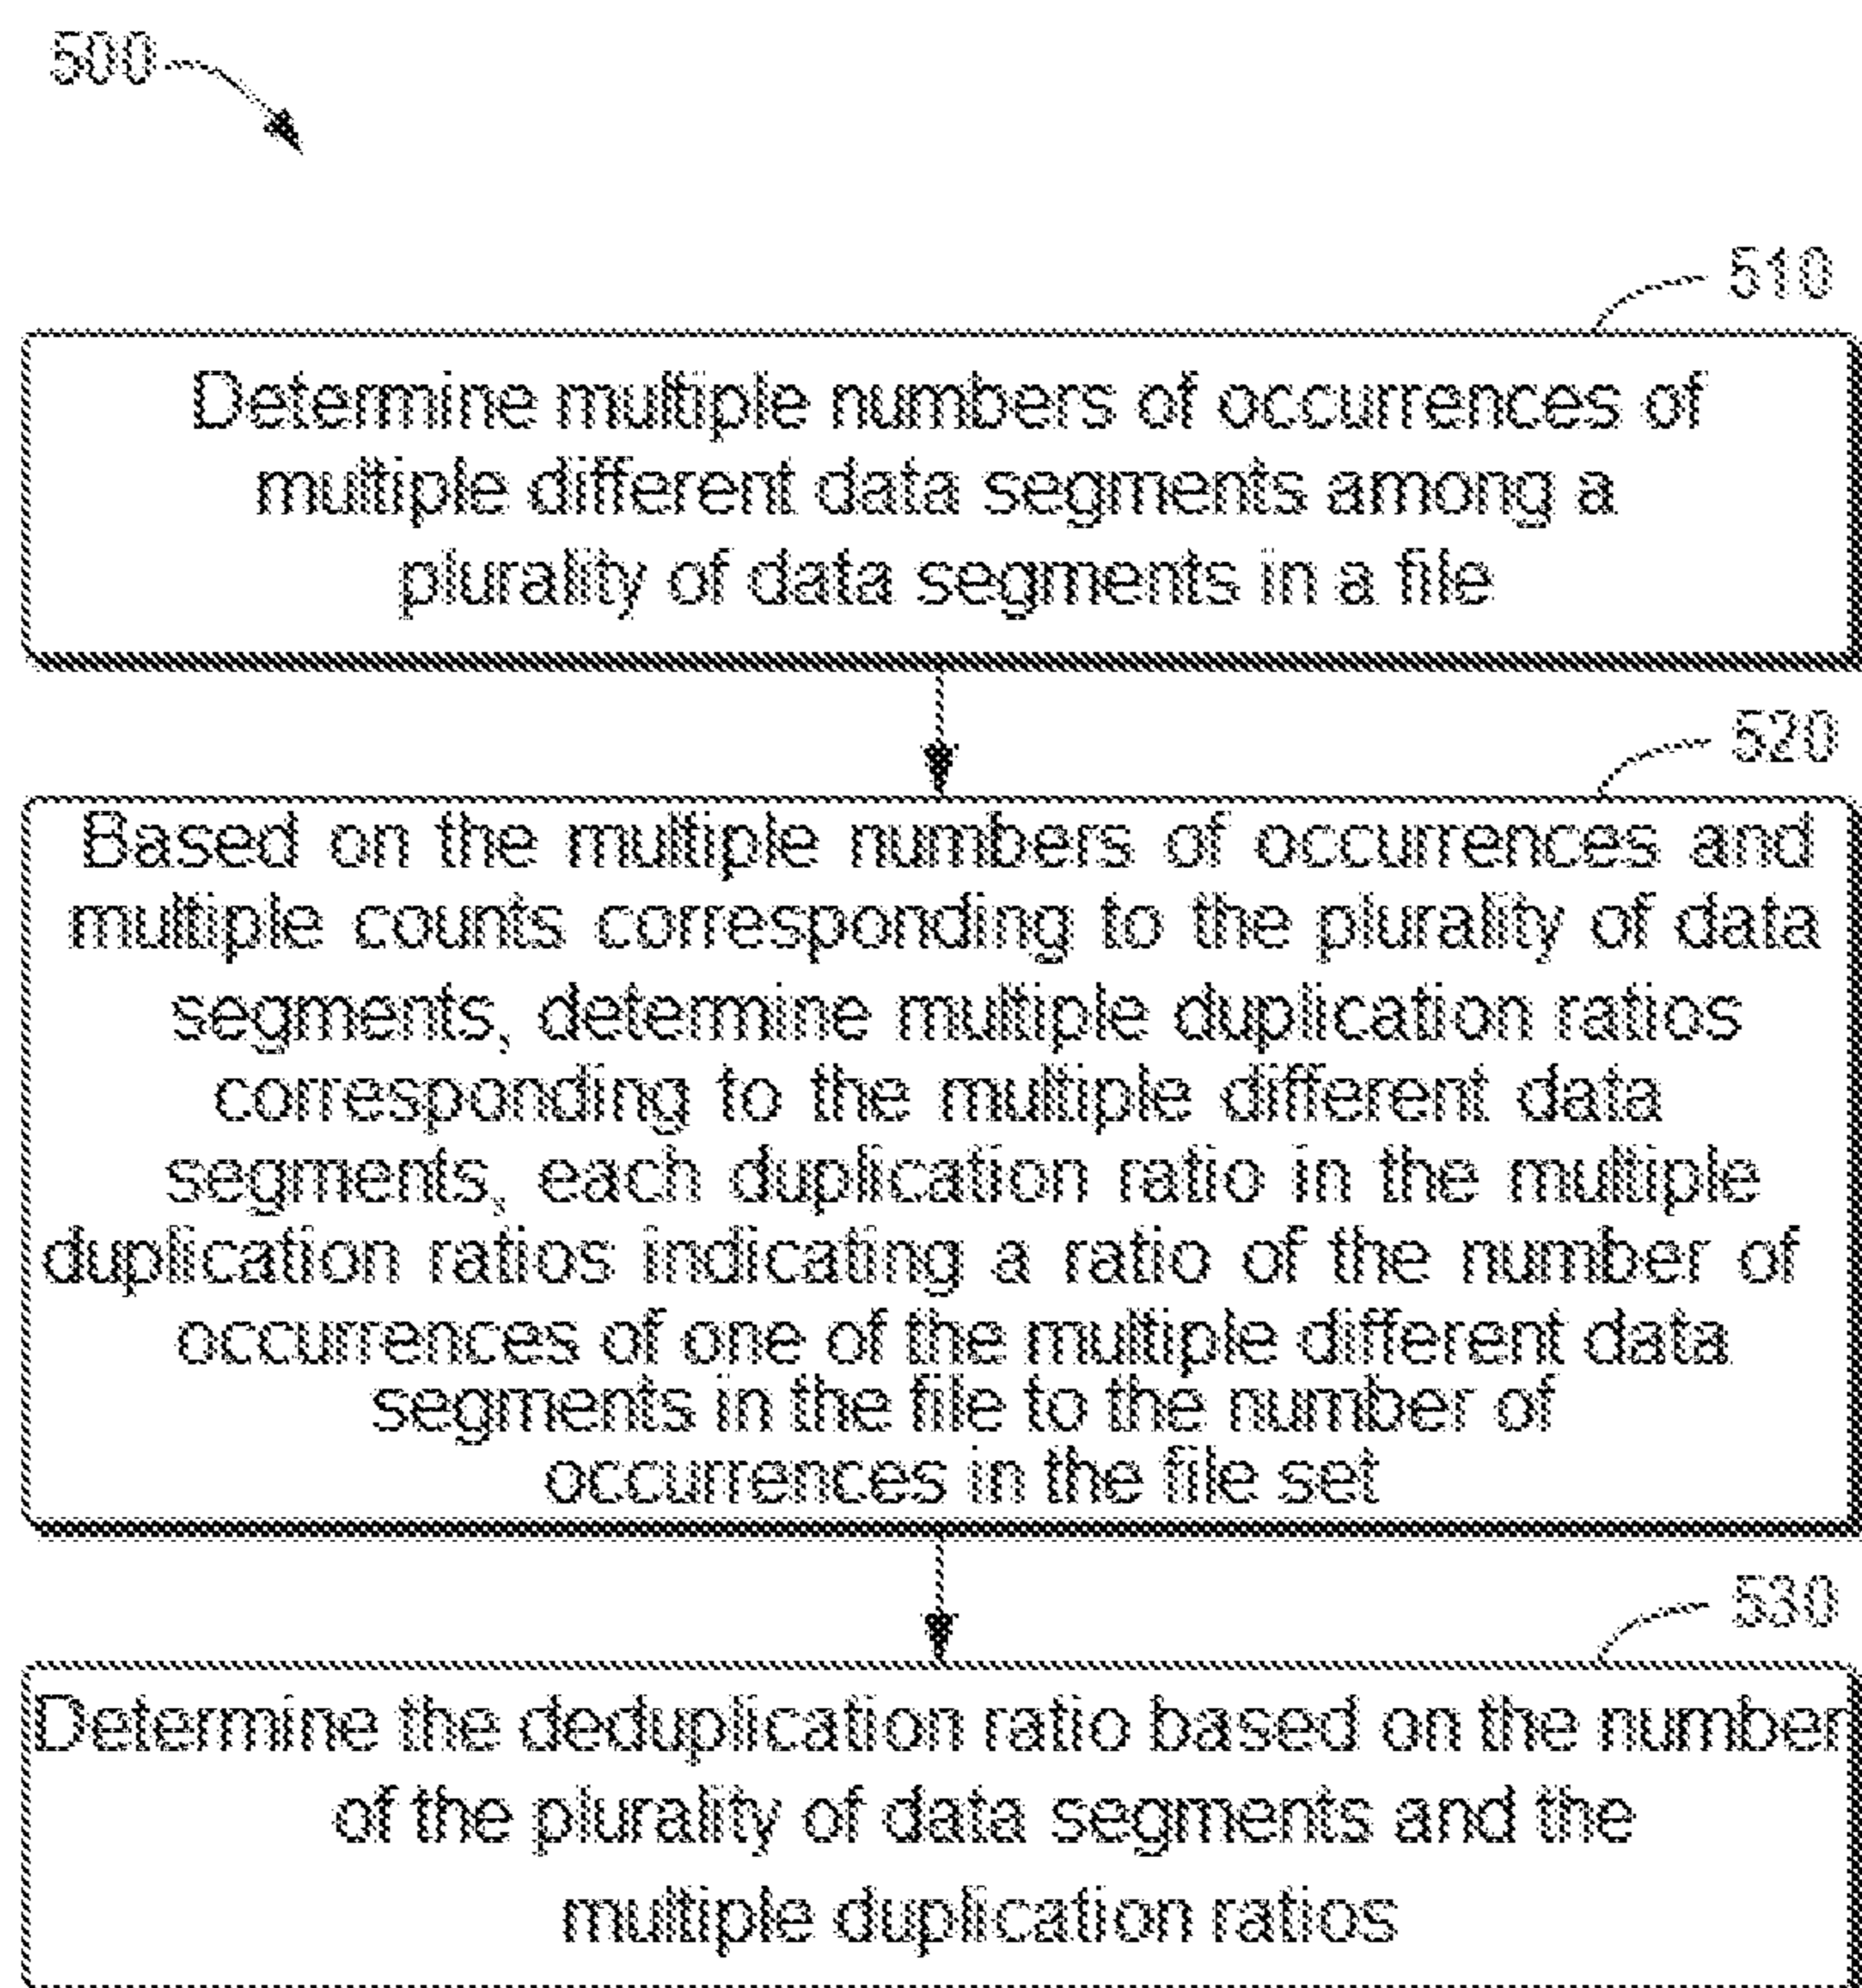 500
510
Determine multiple numbers of occurrences of
multiple different data segments among a
plurality of data segments in a file
520
Based on the multiple numbers of occurrences and
multiple counts corresponding to the plurality of data
segments, determine multiple duplication ratios
corresponding to the multiple different data
segments, each duplication ratio in the multiple
duplication ratios indicating a ratio of the number of
occurrences of one of the multiple different data
segments in the file to the number of
occurrences in the file set
530
Determine the deduplication ratio based on the number
of the plurality of data segments and the
multiple duplication ratios